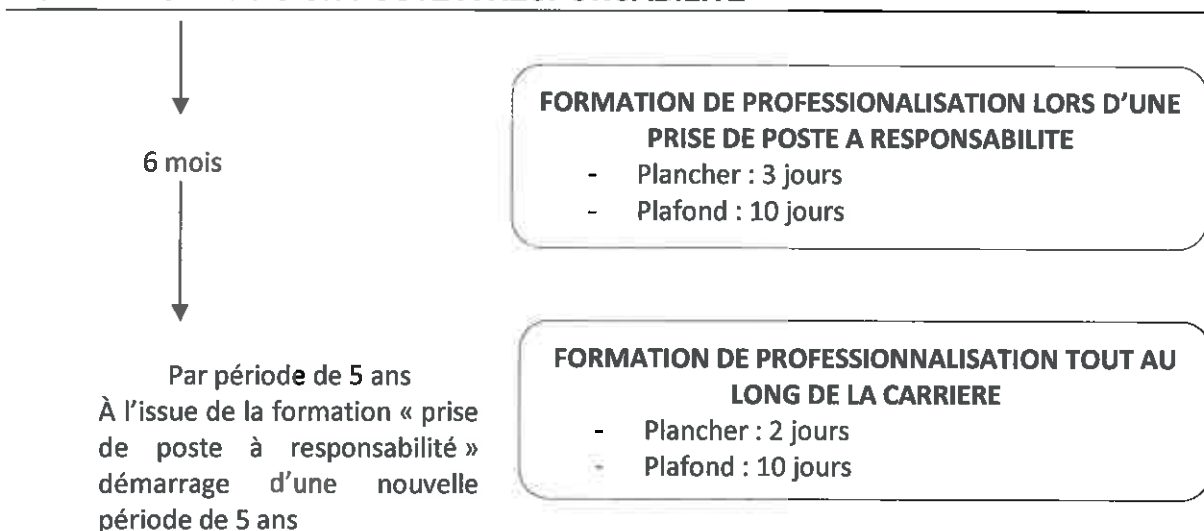 6 mois
FORMATION DE PROFESSIONALISATION LORS D'UNE
PRISE DE POSTE A RESPONSABILITE
- Plancher : 3 jours
- Plafond : 10 jours
Par période de 5 ans
À l'issue de la formation « prise
de poste à responsabilité »
démarrage d'une nouvelle
période de 5 ans
FORMATION DE PROFESSIONNALISATION TOUT AU
LONG DE LA CARRIERE
- Plancher : 2 jours
- Plafond : 10 jours